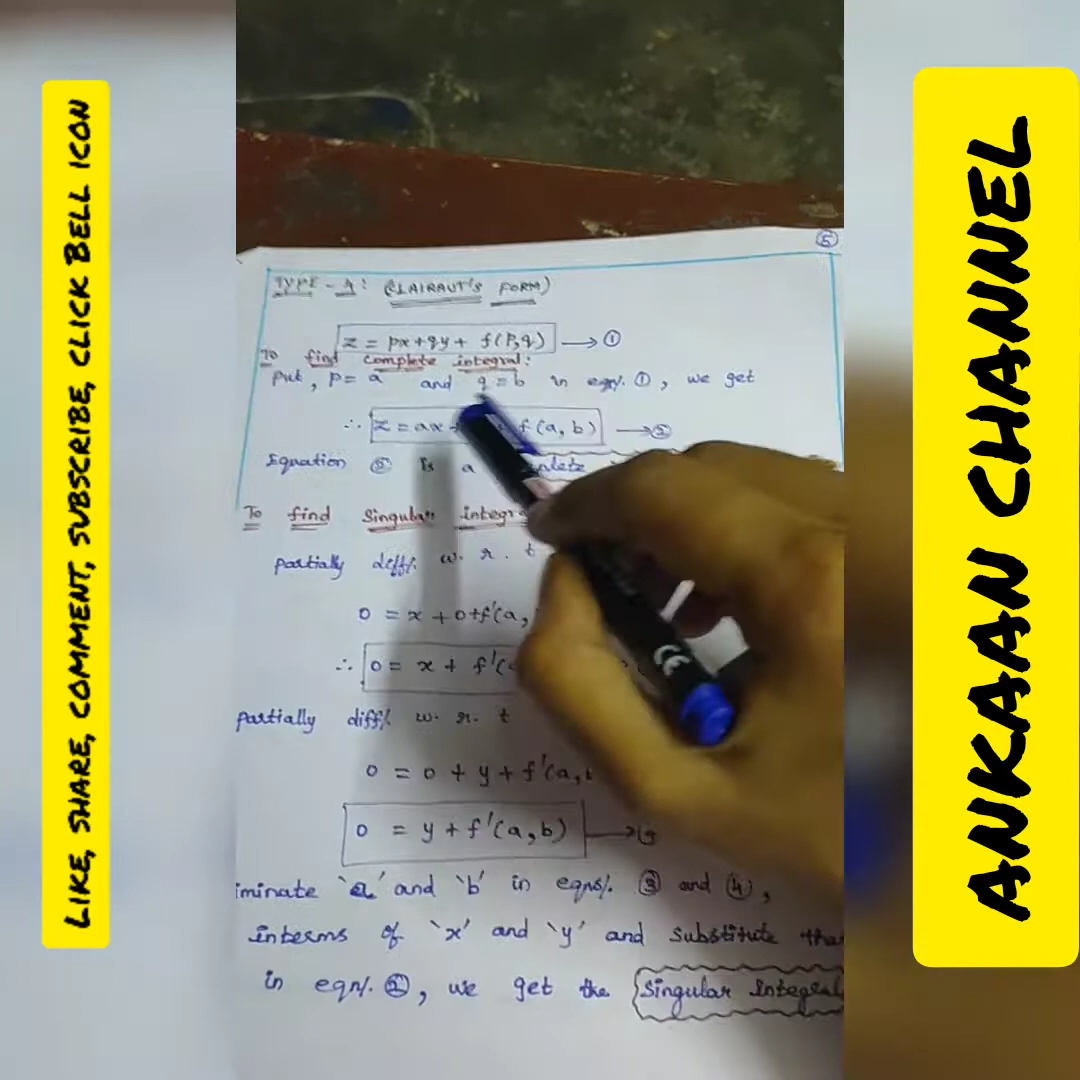 LIKE, SHARE, COMMENT, SUBSCRIBE, CLICK BELL ICON
5
TYPE - 4: CLAIRAUT'S FORM)
z = px + qy + f(p,q) → ①
To find complete integral:
Put, p = a and q = b in eqn/. ①, we get
∴ z = ax + f(a, b) → ②
Equation is a
To find Singular
partially diff/. w. r. t
0 = x + 0 + f'(a,
∴ 0 = x + f'(
partially diff/. w. r. t
0 = 0 + y + f'(a,
0 = y + f'(a, b) →
iminate 'a' and 'b' in eqns/. ③ and ④,
interms of 'x' and 'y' and substitute
in eqn/. ②, we get the Singular Integral
ANKAAN CHANNEL